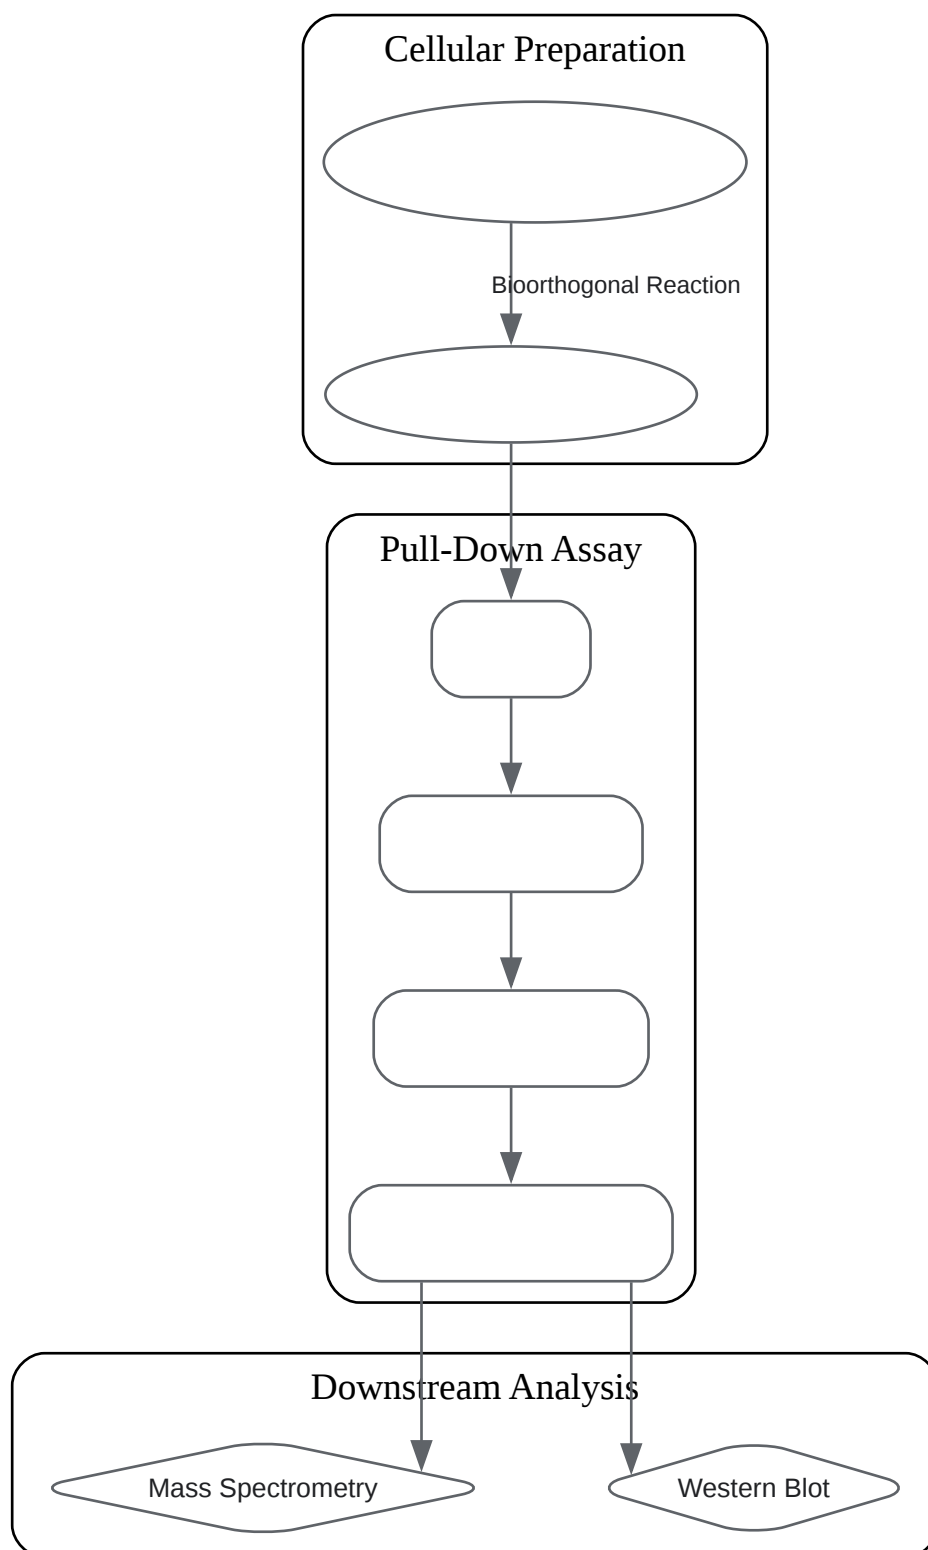 Cellular Preparation
Bioorthogonal Reaction
Pull-Down Assay
Downstream Analysis
Mass Spectrometry
Western Blot